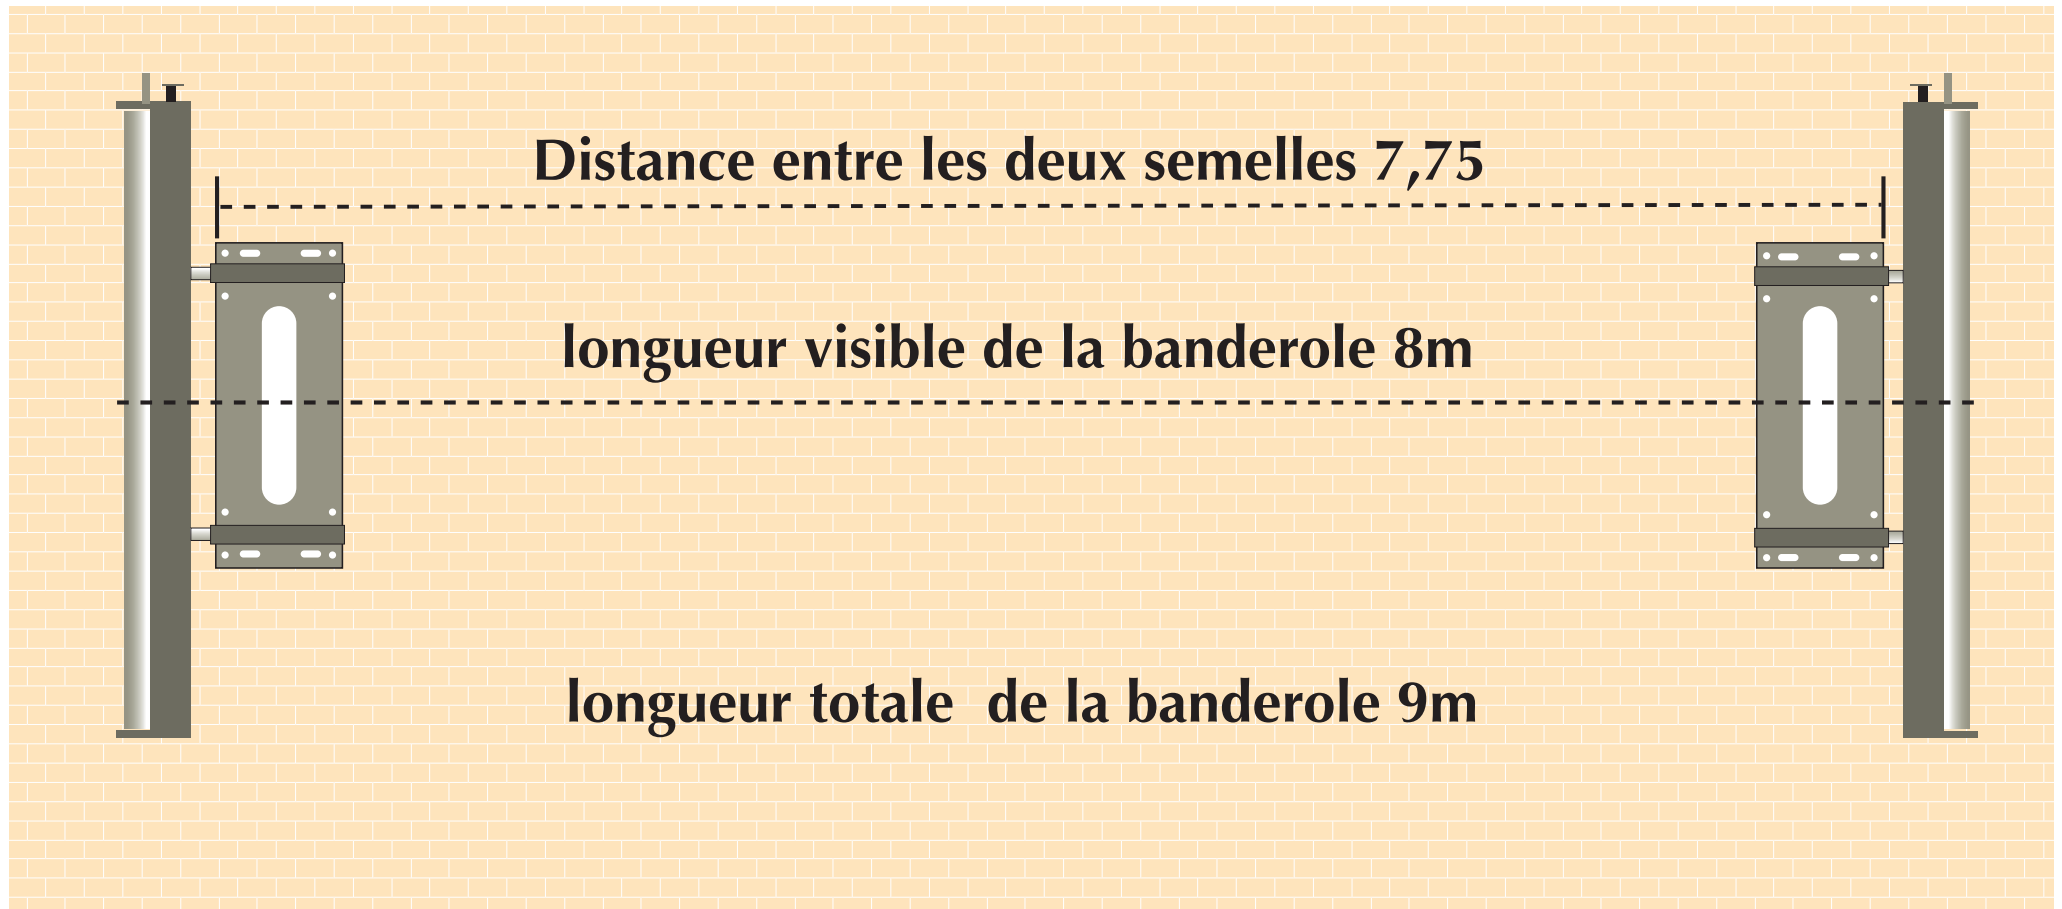 Distance entre les deux semelles 7,75
longueur visible de la banderole 8m
longueur totale  de la banderole 9m